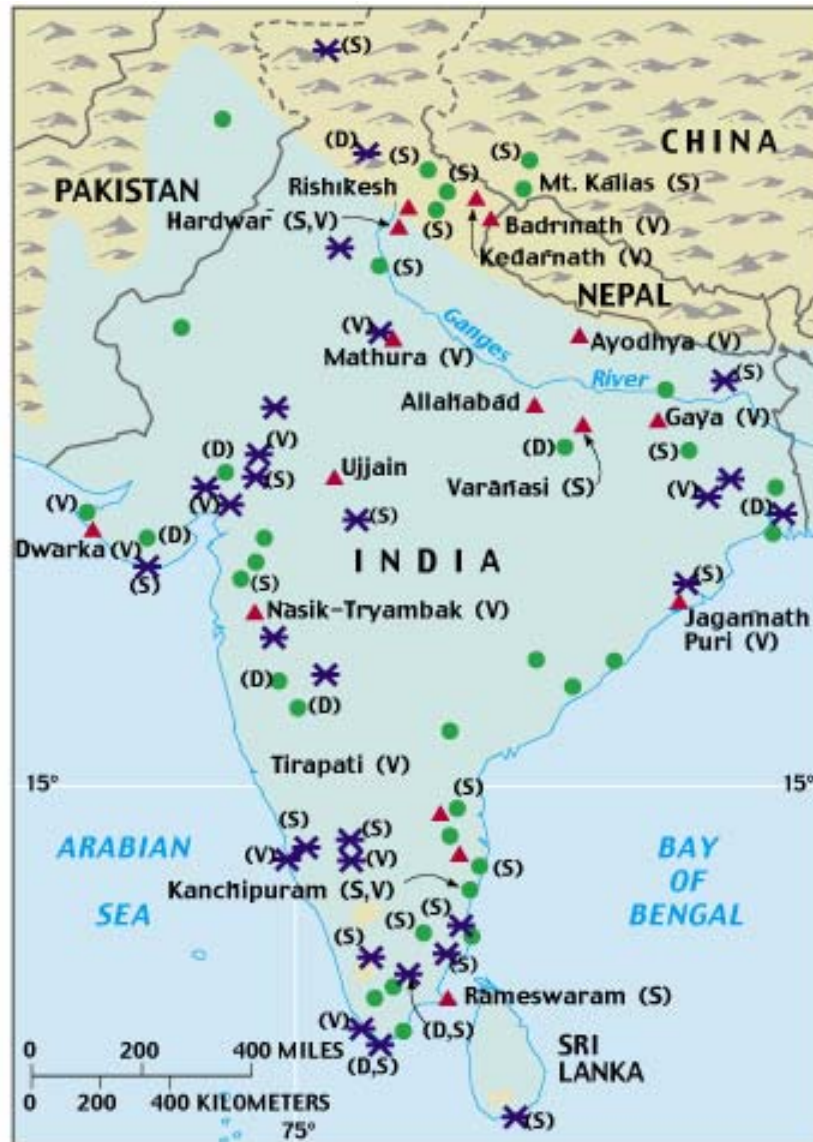 (S)
CHINA
(D)
(S)
(S)
(S)
PAKISTAN
Rishikesh
Mt. Kailas (S)
Hardwar (S,V)
(S)
Badrinath (V)
Kedarnath (V)
(S)
NEPAL
(V)
Mathura (V)
Ganges
Ayodhya (V)
River
(S)
Allahabad
Gaya (V)
(V)
(D)
(D)
(S)
(S)
Ujjain
Varanasi (S)
(V)
(V)
(V)
(S)
(D)
Dwarka (V)
(D)
(S)
INDIA
(S)
(S)
Nasik-Tryambak (V)
Jagannath
Puri (V)
(D)
(D)
Tirapati (V)
15°
15°
(S)
(S)
(S)
ARABIAN
SEA
(V)
(V)
(S)
BAY
OF
BENGAL
Kanchipuram (S,V)
(S)
(S)
(S)
(S)
Rameswaram (S)
(V)
(D,S)
(D,S)
SRI
LANKA
0 200 400 MILES
0 200 400 KILOMETERS
75°
(S)